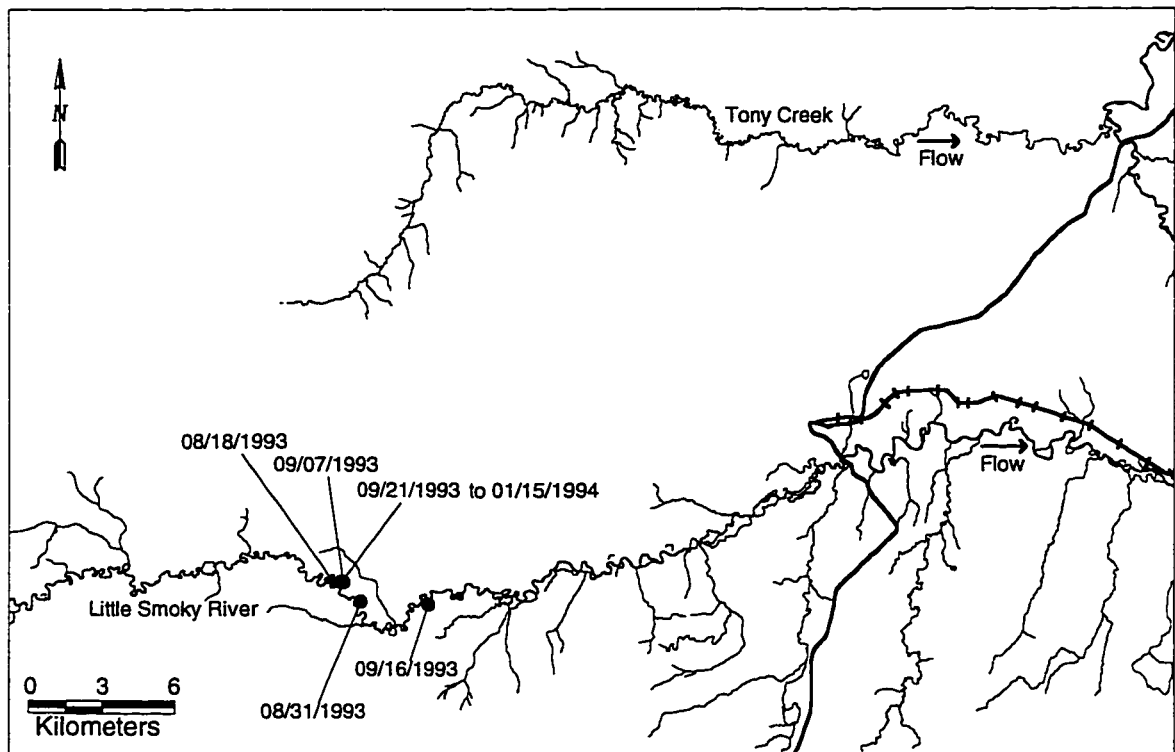 N
Tony Creek
Flow
08/18/1993
09/07/1993
09/21/1993 to 01/15/1994
Flow
Little Smoky River
09/16/1993
08/31/1993
0 3 6
Kilometers